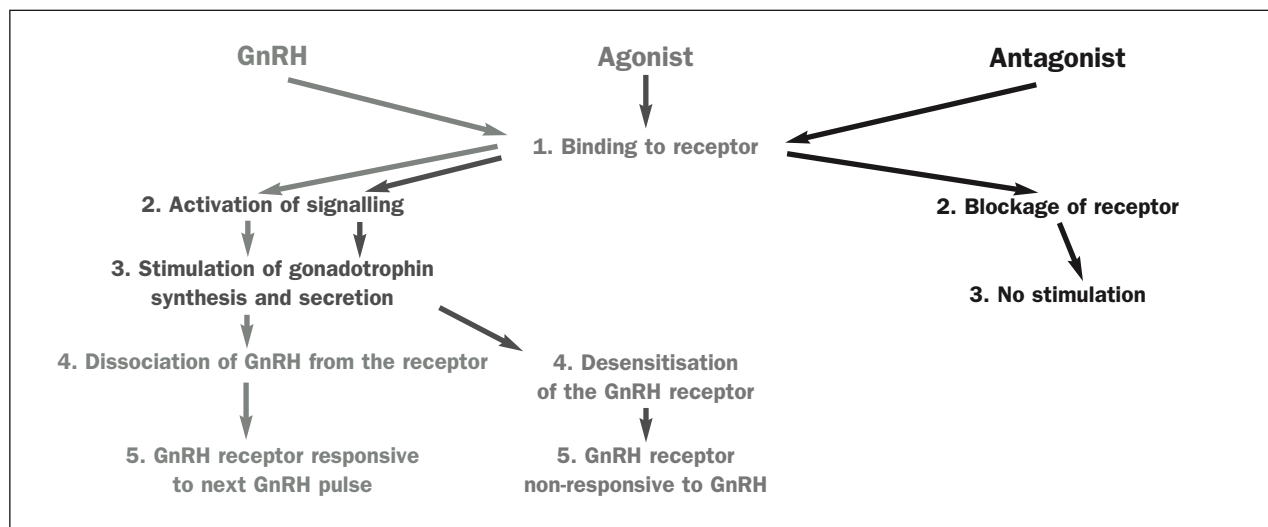 GnRH
Agonist
Antagonist
1. Binding to receptor
2. Activation of signalling
2. Blockage of receptor
3. Stimulation of gonadotrophin
synthesis and secretion
3. No stimulation
4. Dissociation of GnRH from the receptor
4. Desensitisation
of the GnRH receptor
5. GnRH receptor responsive
to next GnRH pulse
5. GnRH receptor
non-responsive to GnRH